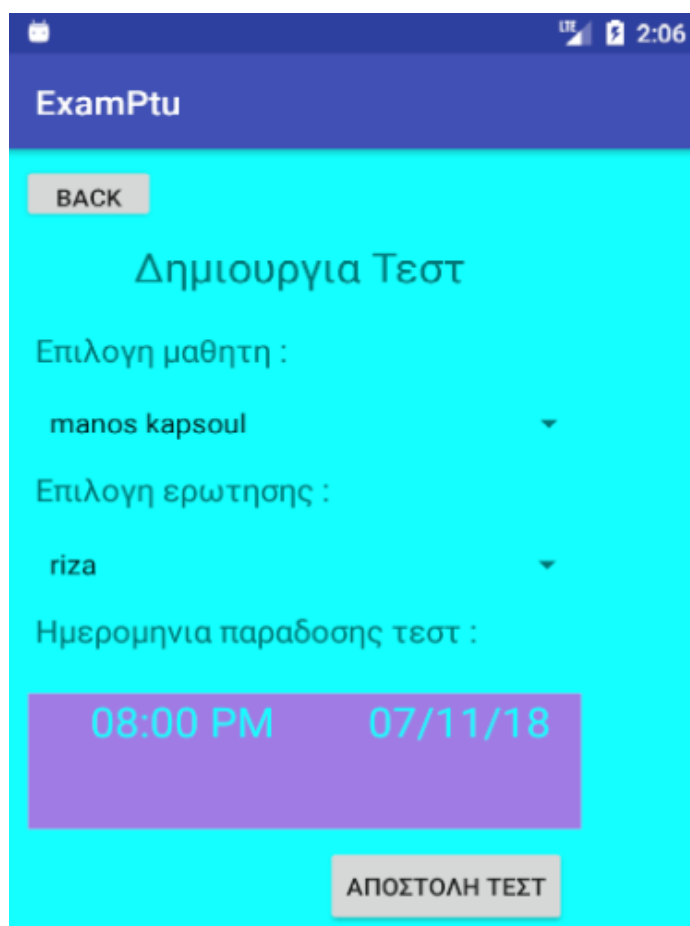 LTE 2:06
ExamPtu
BACK
Δημιουργια Τεστ
Επιλογη μαθητη :
manos kapsoul
Επιλογη ερωτησης :
riza
Ημερομηνια παραδοσης τεστ :
08:00 PM 07/11/18
ΑΠΟΣΤΟΛΗ ΤΕΣΤ